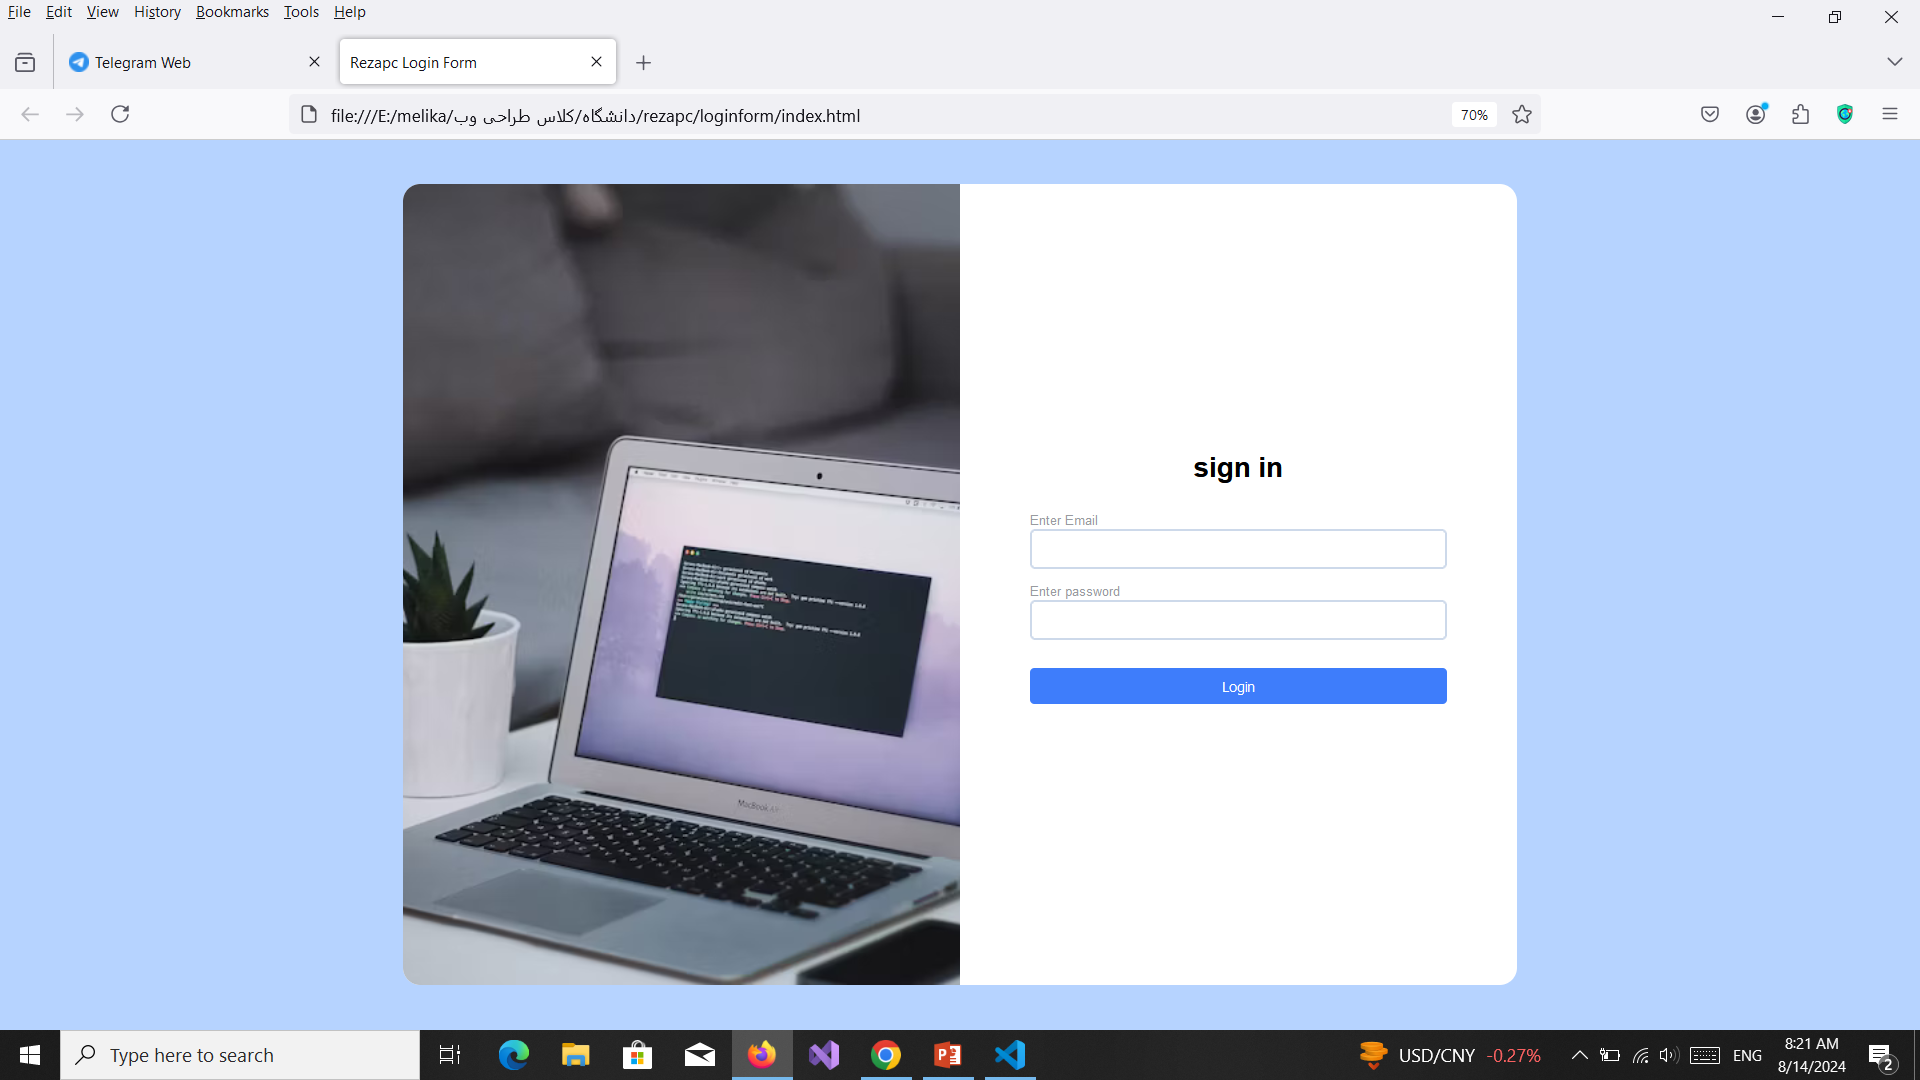 File Edit View History Bookmarks Tools Help
Telegram Web
Rezapc Login Form
file:///E:/melika/کلاس طراحی وب/دانشگاه/rezapc/loginform/index.html
70%
sign in
Enter Email
Enter password
Login
MacBook Air
Type here to search
USD/CNY -0.27%
ENG
8:21 AM
8/14/2024
2